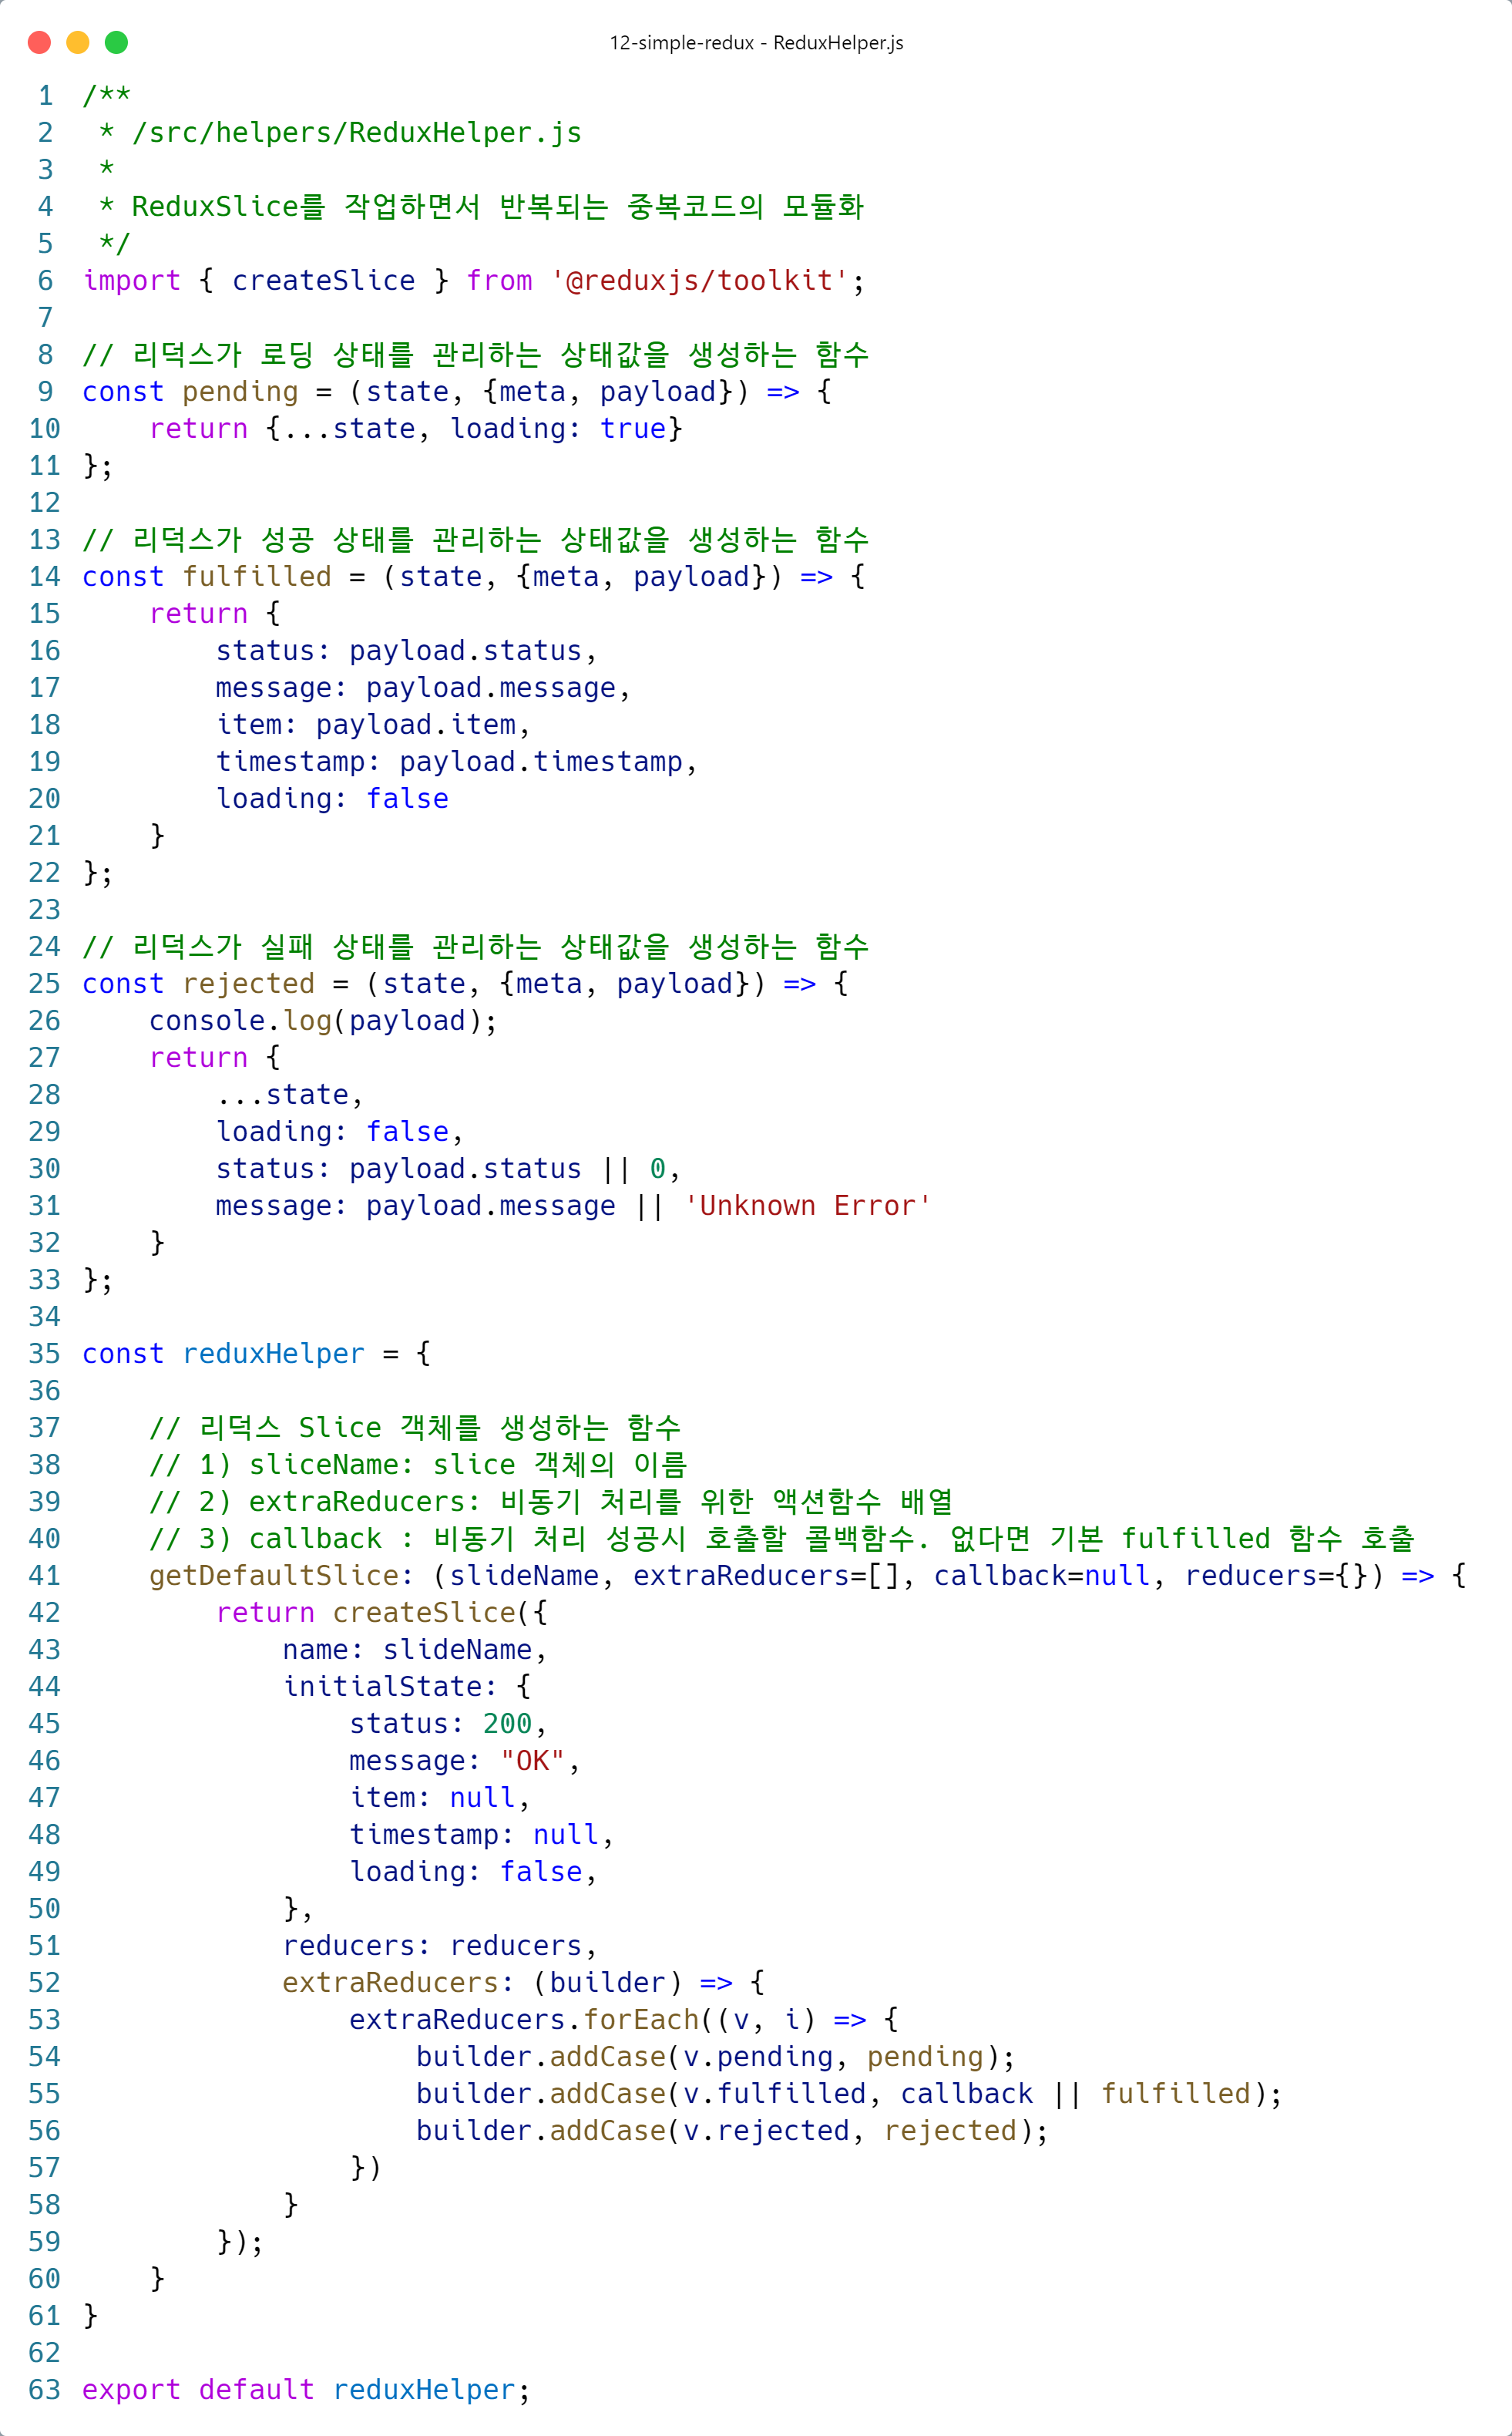 12-simple-redux - ReduxHelper.js
1 /**
2  * /src/helpers/ReduxHelper.js
3  *
4  * ReduxSlice를 작업하면서 반복되는 중복코드의 모듈화
5  */
6 import { createSlice } from '@reduxjs/toolkit';
7
8 // 리덕스가 로딩 상태를 관리하는 상태값을 생성하는 함수
9 const pending = (state, {meta, payload}) => {
10     return {...state, loading: true}
11 };
12
13 // 리덕스가 성공 상태를 관리하는 상태값을 생성하는 함수
14 const fulfilled = (state, {meta, payload}) => {
15     return {
16         status: payload.status,
17         message: payload.message,
18         item: payload.item,
19         timestamp: payload.timestamp,
20         loading: false
21     }
22 };
23
24 // 리덕스가 실패 상태를 관리하는 상태값을 생성하는 함수
25 const rejected = (state, {meta, payload}) => {
26     console.log(payload);
27     return {
28         ...state,
29         loading: false,
30         status: payload.status || 0,
31         message: payload.message || 'Unknown Error'
32     }
33 };
34
35 const reduxHelper = {
36
37     // 리덕스 Slice 객체를 생성하는 함수
38     // 1) sliceName: slice 객체의 이름
39     // 2) extraReducers: 비동기 처리를 위한 액션함수 배열
40     // 3) callback : 비동기 처리 성공시 호출할 콜백함수. 없다면 기본 fulfilled 함수 호출
41     getDefaultSlice: (slideName, extraReducers=[], callback=null, reducers={}) => {
42         return createSlice({
43             name: slideName,
44             initialState: {
45                 status: 200,
46                 message: "OK",
47                 item: null,
48                 timestamp: null,
49                 loading: false,
50             },
51             reducers: reducers,
52             extraReducers: (builder) => {
53                 extraReducers.forEach((v, i) => {
54                     builder.addCase(v.pending, pending);
55                     builder.addCase(v.fulfilled, callback || fulfilled);
56                     builder.addCase(v.rejected, rejected);
57                 })
58             }
59         });
60     }
61 }
62
63 export default reduxHelper;